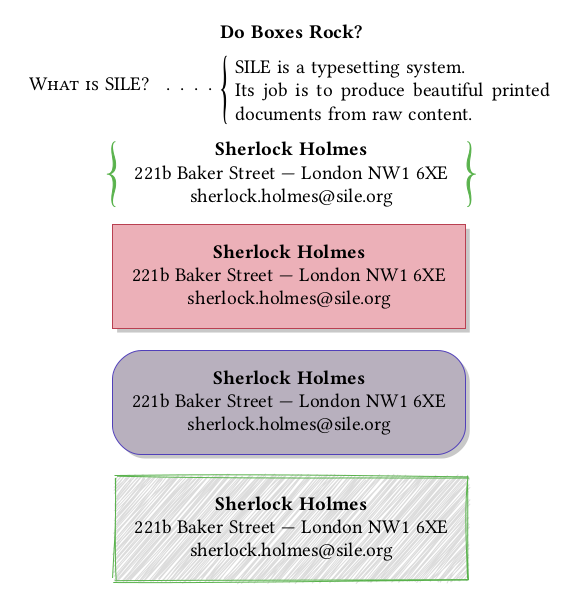 Do Boxes Rock?
SILE is a typesetting system.
What is SILE? . . . . { Its job is to produce beautiful printed
documents from raw content.
Sherlock Holmes
221b Baker Street — London NW1 6XE
sherlock.holmes@sile.org
Sherlock Holmes
221b Baker Street — London NW1 6XE
sherlock.holmes@sile.org
Sherlock Holmes
221b Baker Street — London NW1 6XE
sherlock.holmes@sile.org
Sherlock Holmes
221b Baker Street — London NW1 6XE
sherlock.holmes@sile.org